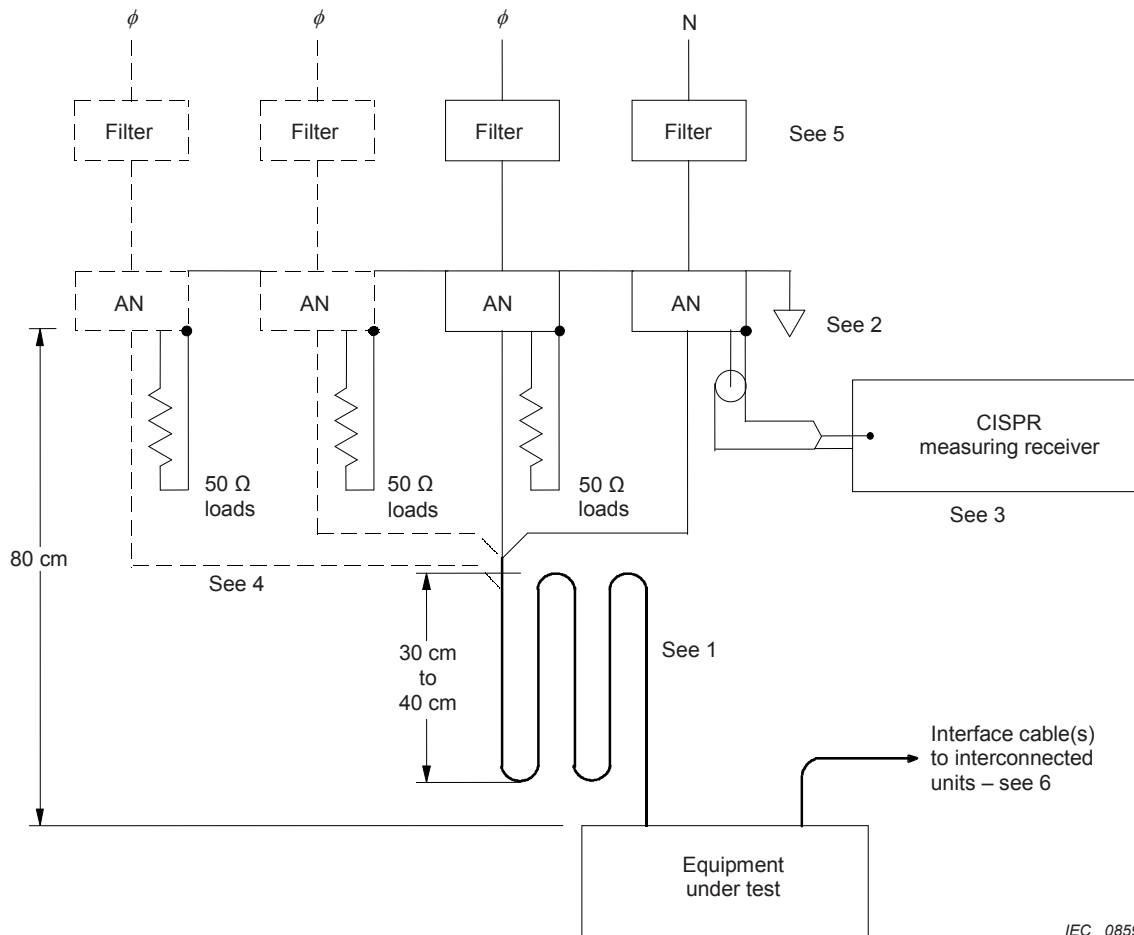 ϕ
ϕ
ϕ
N
Filter
Filter
Filter
Filter
See 5
AN
AN
AN
AN
See 2
CISPR
measuring receiver
See 3
50 Ω
loads
50 Ω
loads
50 Ω
loads
80 cm
See 4
30 cm
to
40 cm
See 1
Interface cable(s)
to interconnected
units – see 6
Equipment
under test
IEC 0859